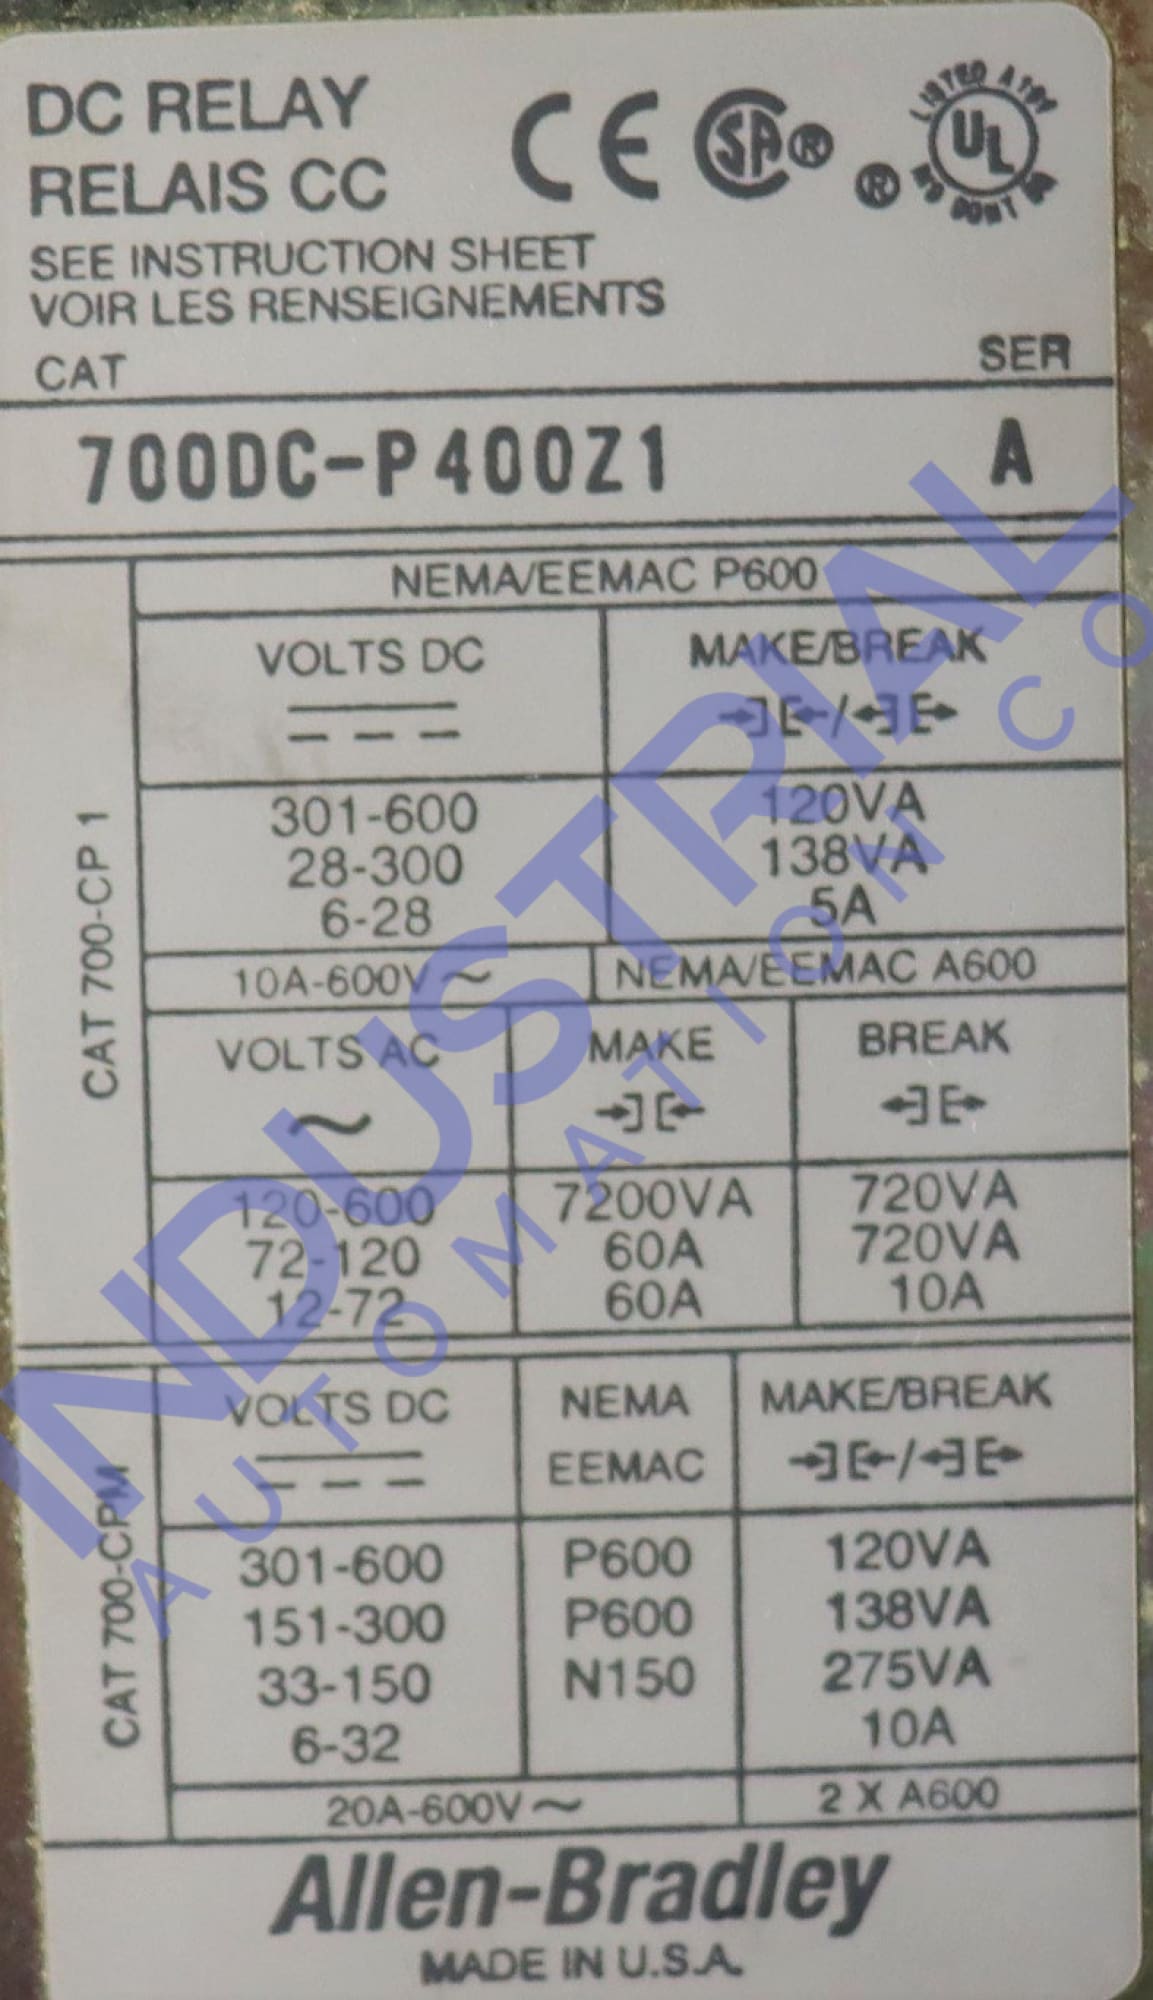 DC RELAY
RELAIS CC
CE SA® ® LISTED UL
SEE INSTRUCTION SHEET
VOIR LES RENSEIGNEMENTS
CAT SER
700DC-P400Z1 A
CAT 700-CP 1
NEMA/EEMAC P600
VOLTS DC MAKE/BREAK
301-600 120VA
28-300 138VA
6-28 5A
10A-600V ~ NEMA/EEMAC A600
VOLTS AC MAKE BREAK
~
120-600 7200VA 720VA
72-120 60A 720VA
12-72 60A 10A
CAT 700-CPM
VOLTS DC NEMA MAKE/BREAK
EEMAC
301-600 P600 120VA
151-300 P600 138VA
33-150 N150 275VA
6-32 10A
20A-600V ~ 2 X A600
Allen-Bradley
MADE IN U.S.A.
INDUSTRIAL
AUTOMATION CO